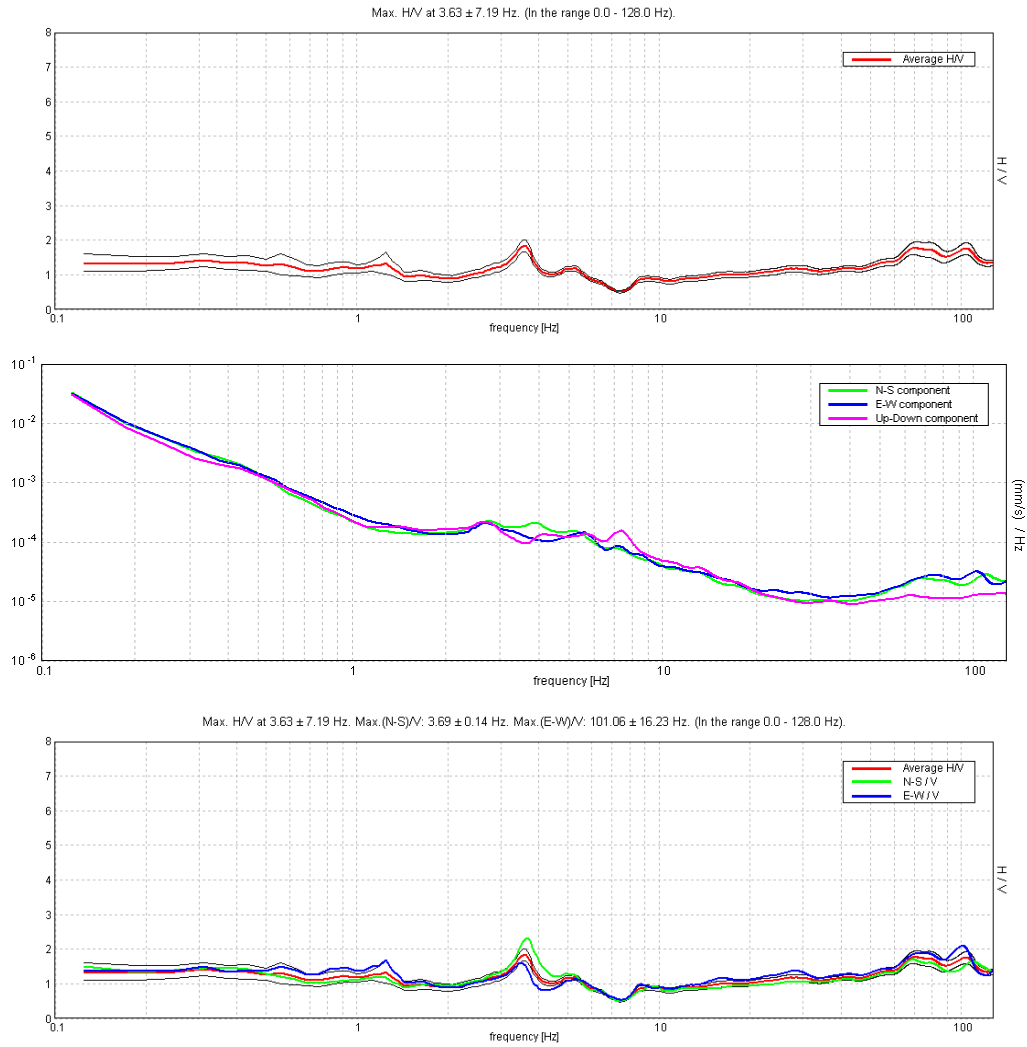 Max. H/V at 3.63 ± 7.19 Hz. (In the range 0.0 - 128.0 Hz).
8
7
6
5
4
3
2
1
0
Average H/V
H / V
0.1 1 10 100
frequency [Hz]
10 -1
10 -2
10 -3
10 -4
10 -5
10 -6
N-S component
E-W component
Up-Down component
(mm/s) / Hz
0.1 1 10 100
frequency [Hz]
Max. H/V at 3.63 ± 7.19 Hz. Max.(N-S)/V: 3.69 ± 0.14 Hz. Max.(E-W)/V: 101.06 ± 16.23 Hz. (In the range 0.0 - 128.0 Hz).
8
7
6
5
4
3
2
1
0
Average H/V
N-S / V
E-W / V
H / V
0.1 1 10 100
frequency [Hz]